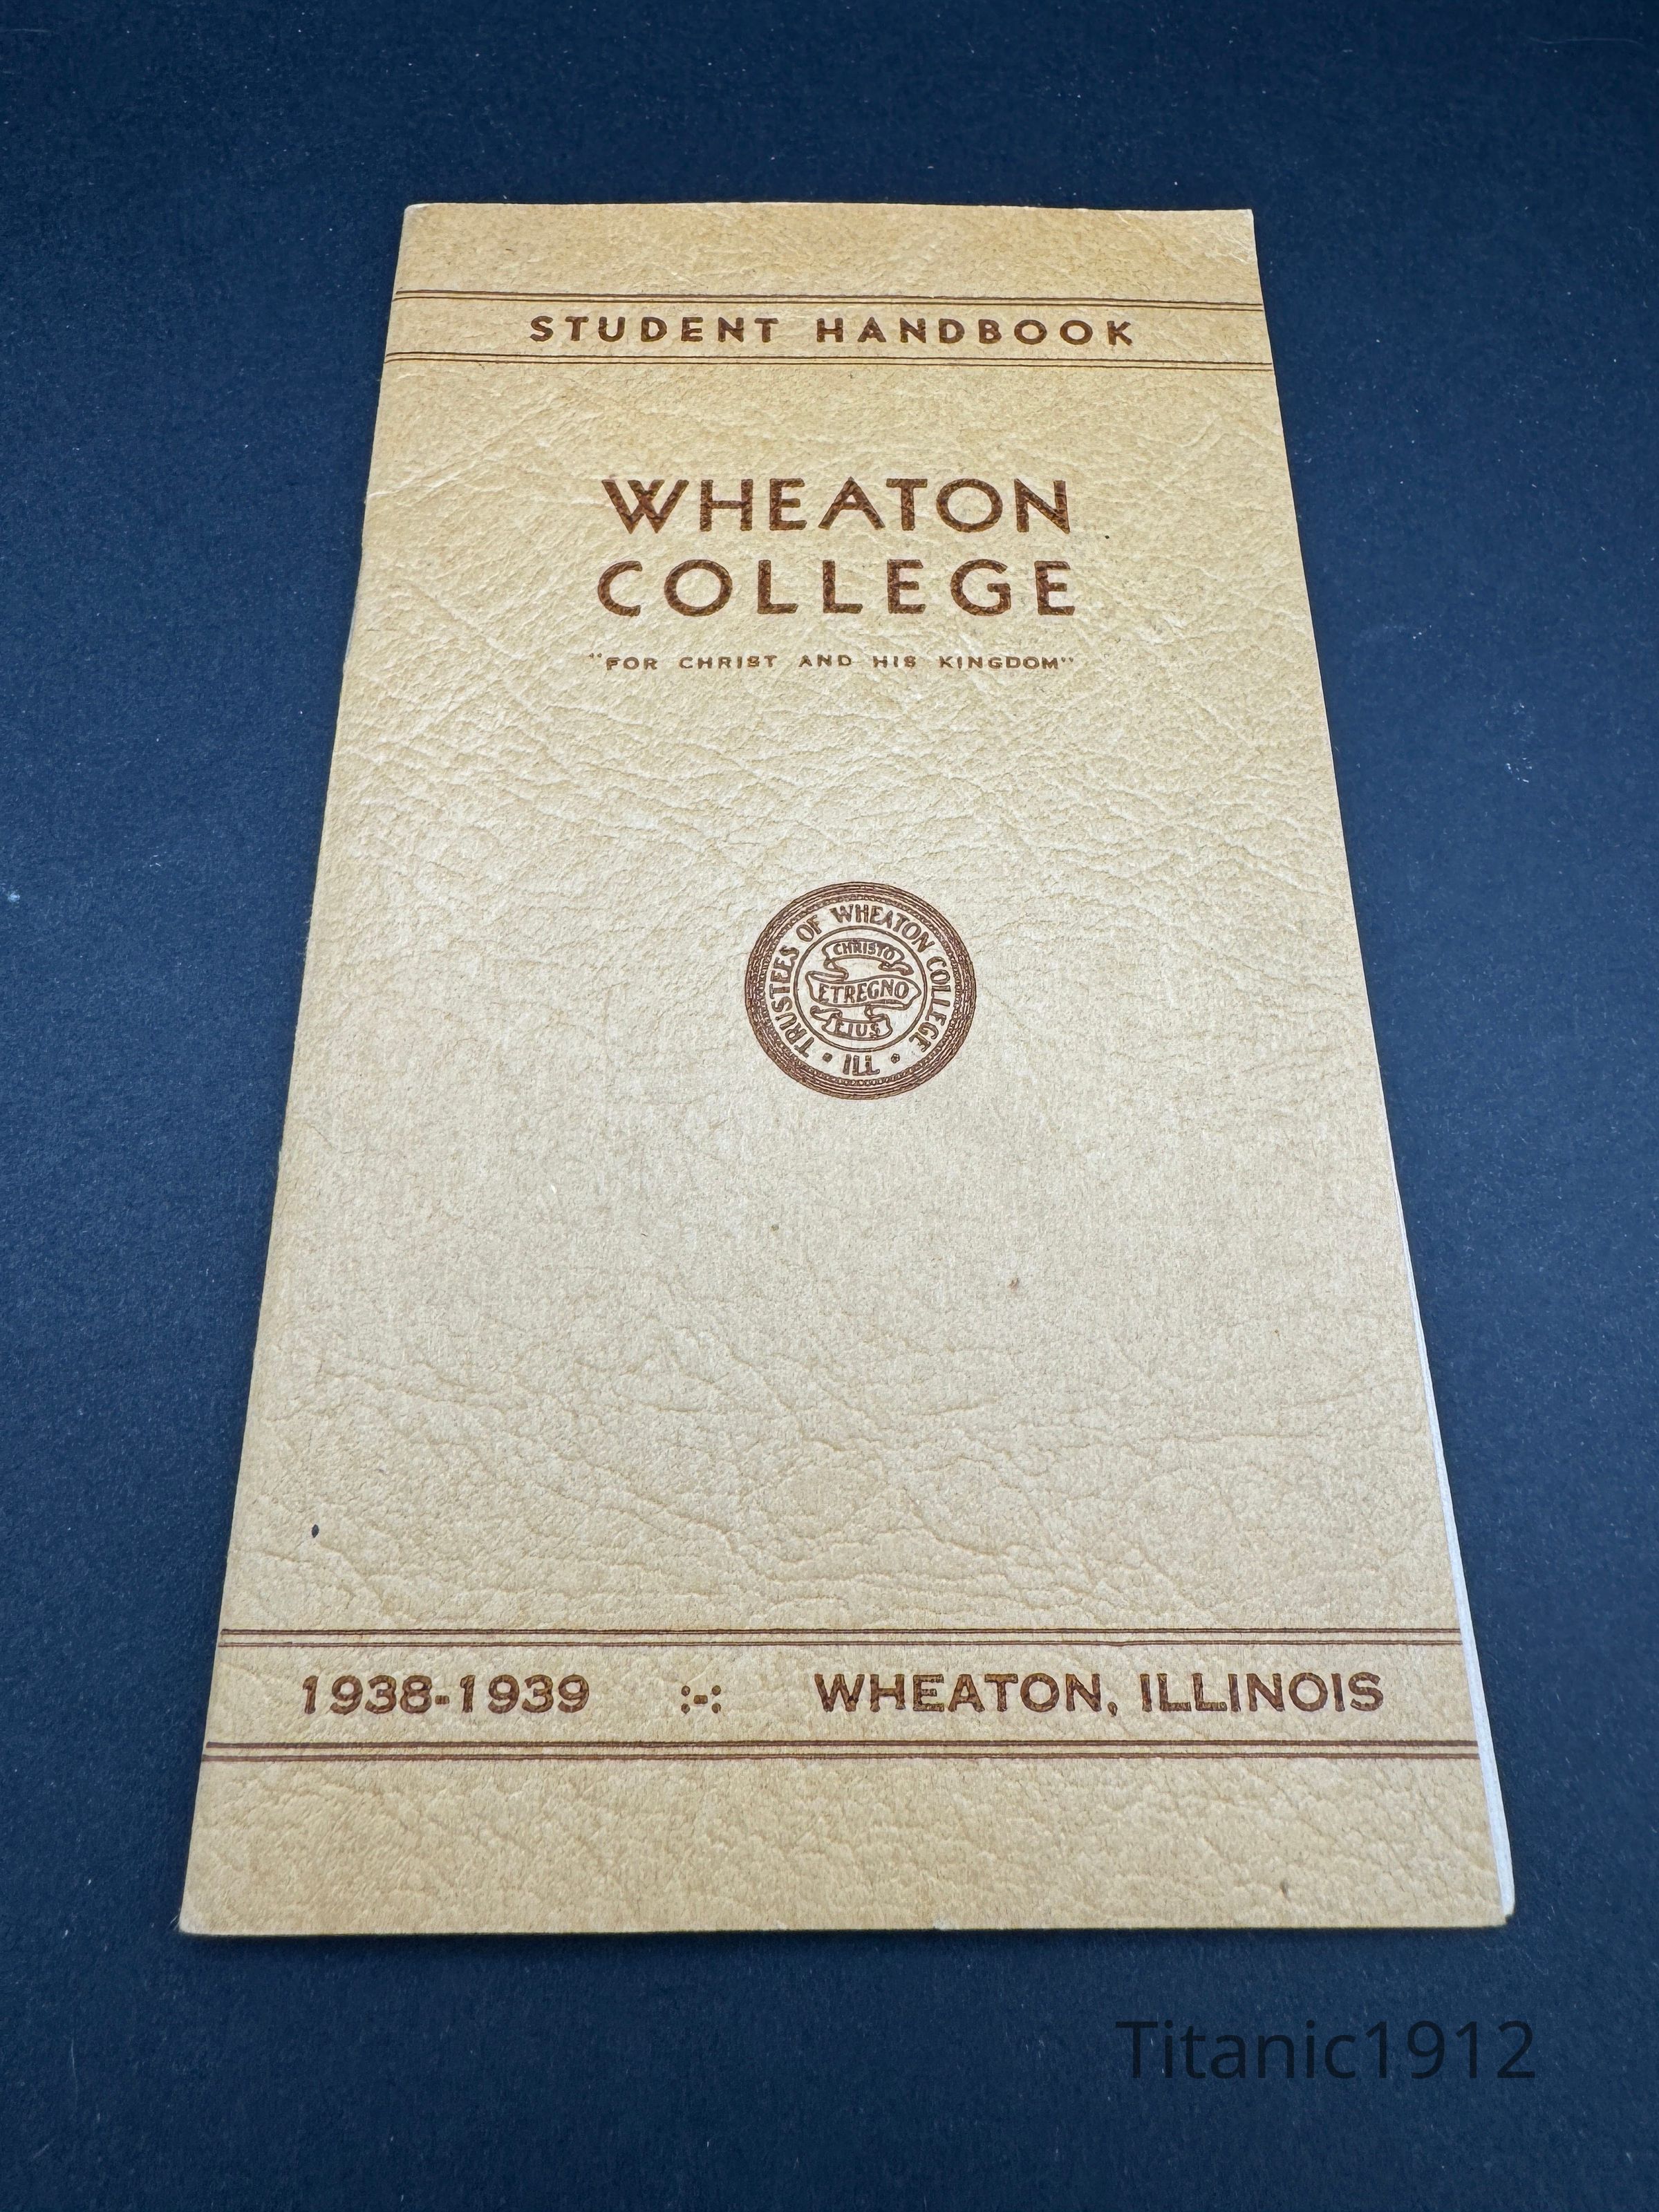 STUDENT HANDBOOK
WHEATON
COLLEGE
"FOR CHRIST AND HIS KINGDOM"
TRUSTEES OF WHEATON COLLEGE
CHRISTO
ET REGNO
EIUS
• ILL •
1938-1939 :-: WHEATON, ILLINOIS
Titanic1912